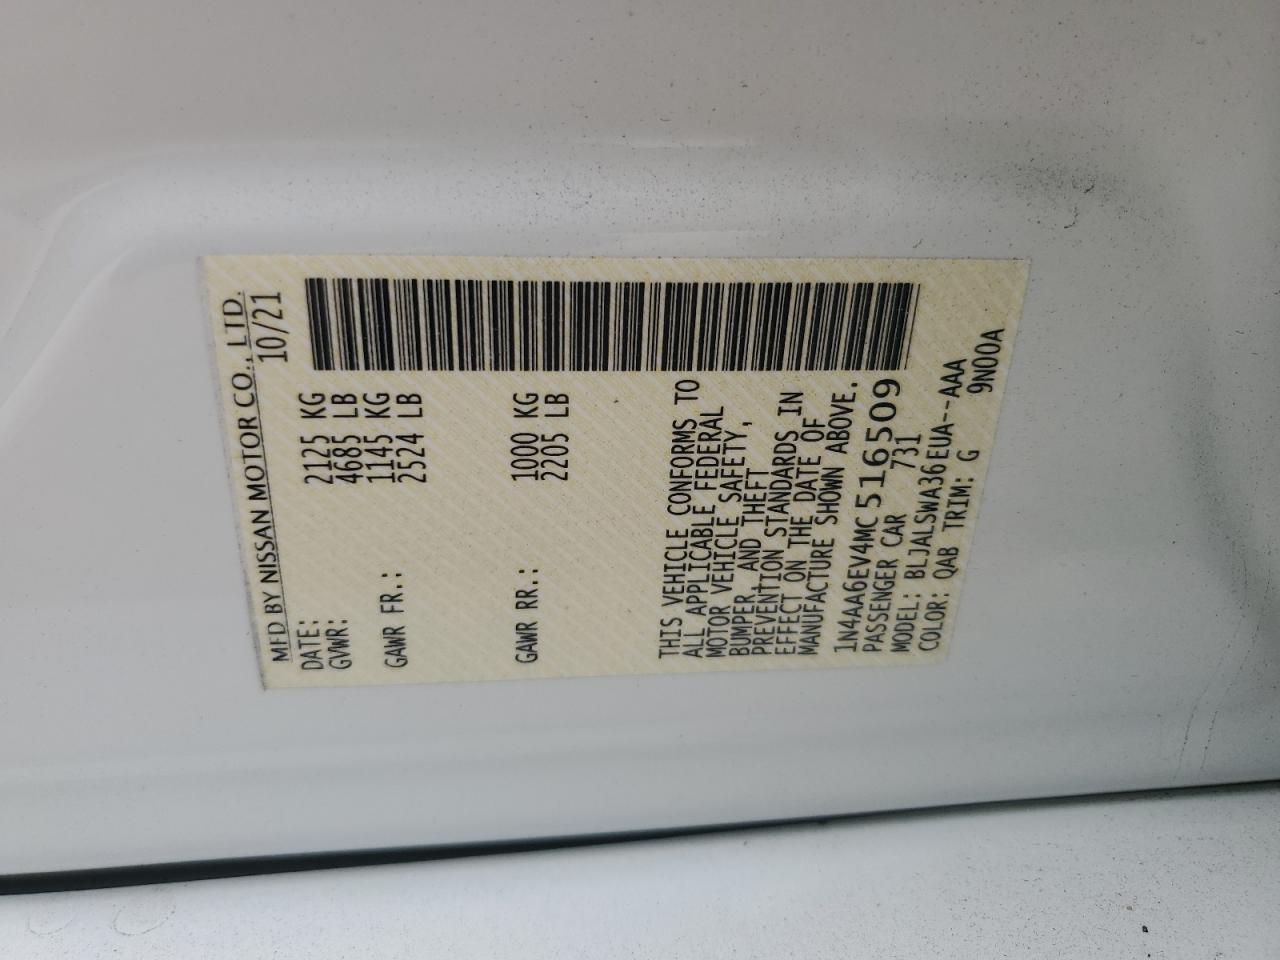 MFD BY NISSAN MOTOR CO., LTD.
DATE: 10/21
GVWR: 2125 KG
4685 LB
GAWR FR.: 1145 KG
2524 LB
GAWR RR.: 1000 KG
2205 LB
THIS VEHICLE CONFORMS TO
ALL APPLICABLE FEDERAL
MOTOR VEHICLE SAFETY,
BUMPER, AND THEFT
PREVENTION STANDARDS IN
EFFECT ON THE DATE OF
MANUFACTURE SHOWN ABOVE.
1N4AA6EV4MC516509
PASSENGER CAR 731
MODEL: BLJALSWA36EUA--AAA
COLOR: QAB TRIM: G 9N00A